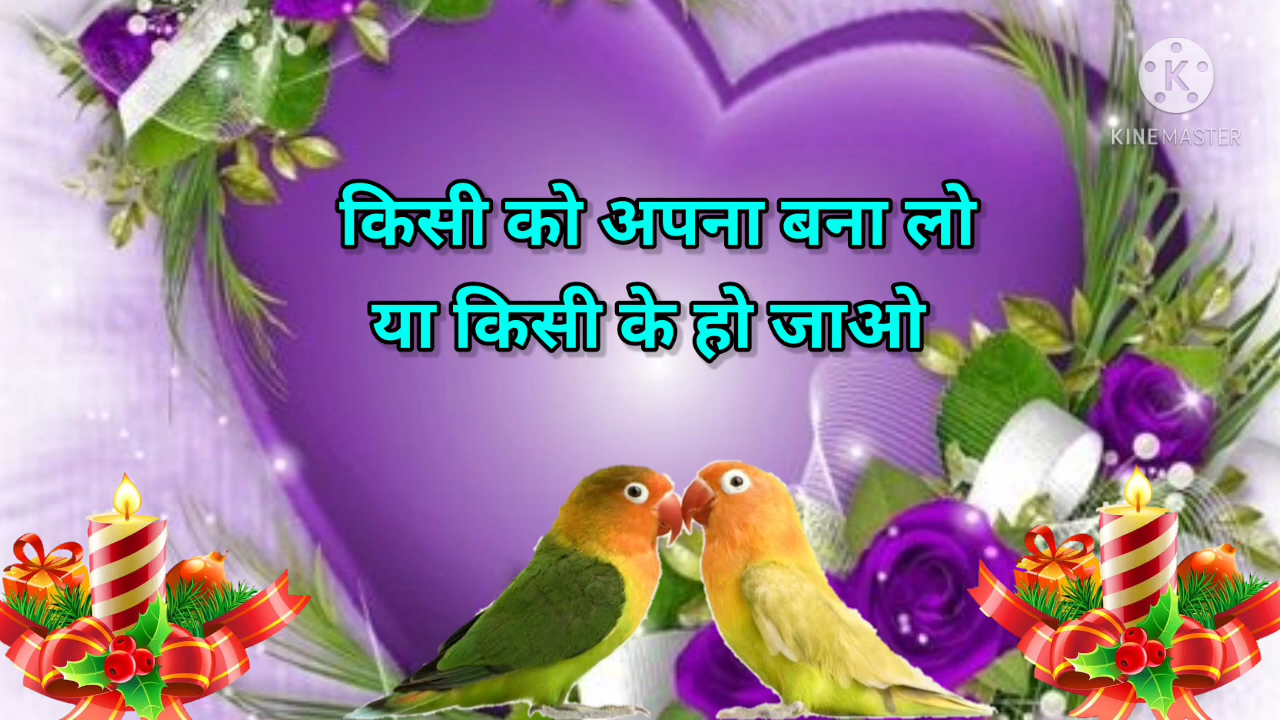 K
KINEMASTER
किसी को अपना बना लो
या किसी के हो जाओ